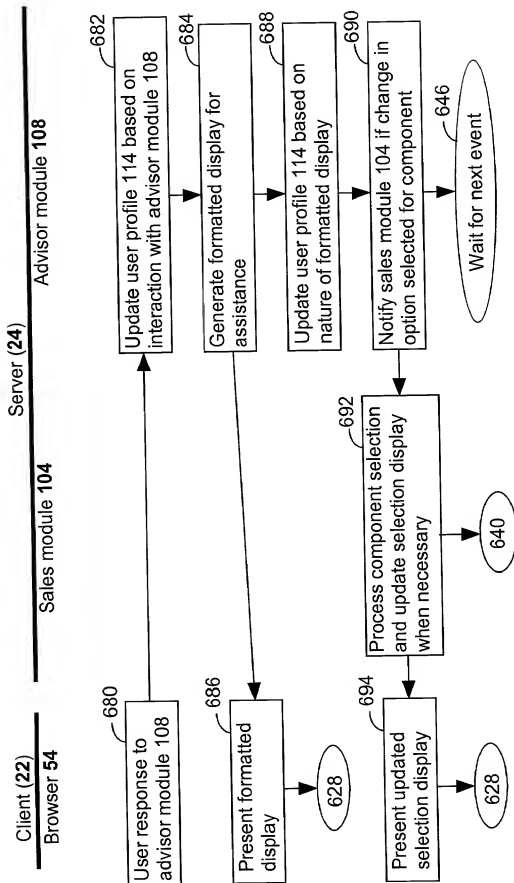 Client (22)
Browser 54
Server (24)
Sales module 104
Advisor module 108
680
User response to
advisor module 108
682
Update user profile 114 based on
interaction with advisor module 108
684
Generate formatted display for
assistance
686
Present formatted
display
628
688
Update user profile 114 based on
nature of formatted display
690
Notify sales module 104 if change in
option selected for component
646
Wait for next event
692
Process component selection
and update selection display
when necessary
640
694
Present updated
selection display
628